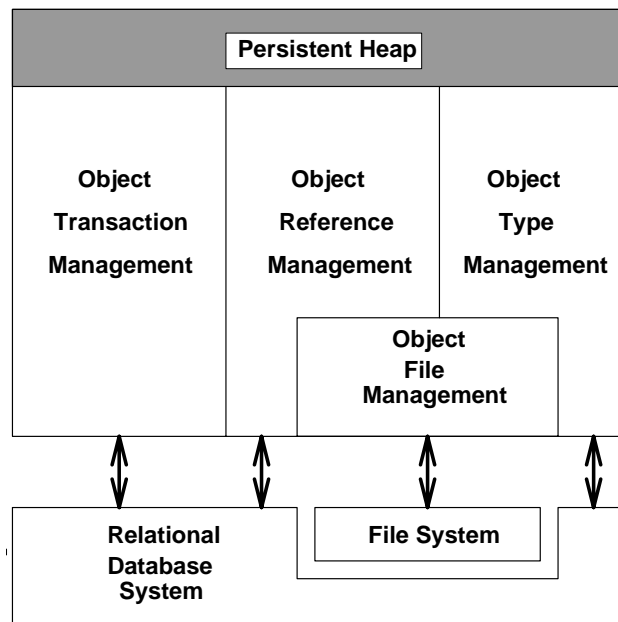 Persistent Heap
Object
Transaction
Management
Object
Reference
Management
Object
Type
Management
Object
File
Management
Relational
Database
System
File System